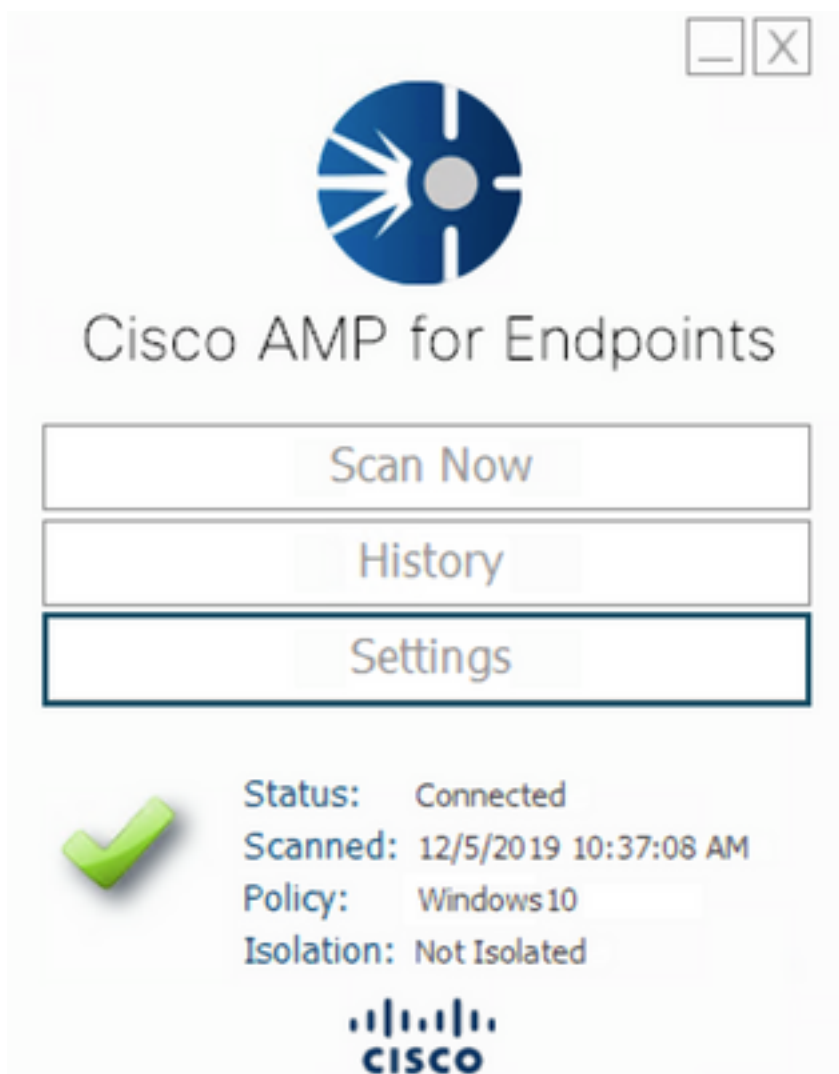 Cisco AMP for Endpoints
Scan Now
History
Settings
Status: Connected
Scanned: 12/5/2019 10:37:08 AM
Policy: Windows10
Isolation: Not Isolated
CISCO